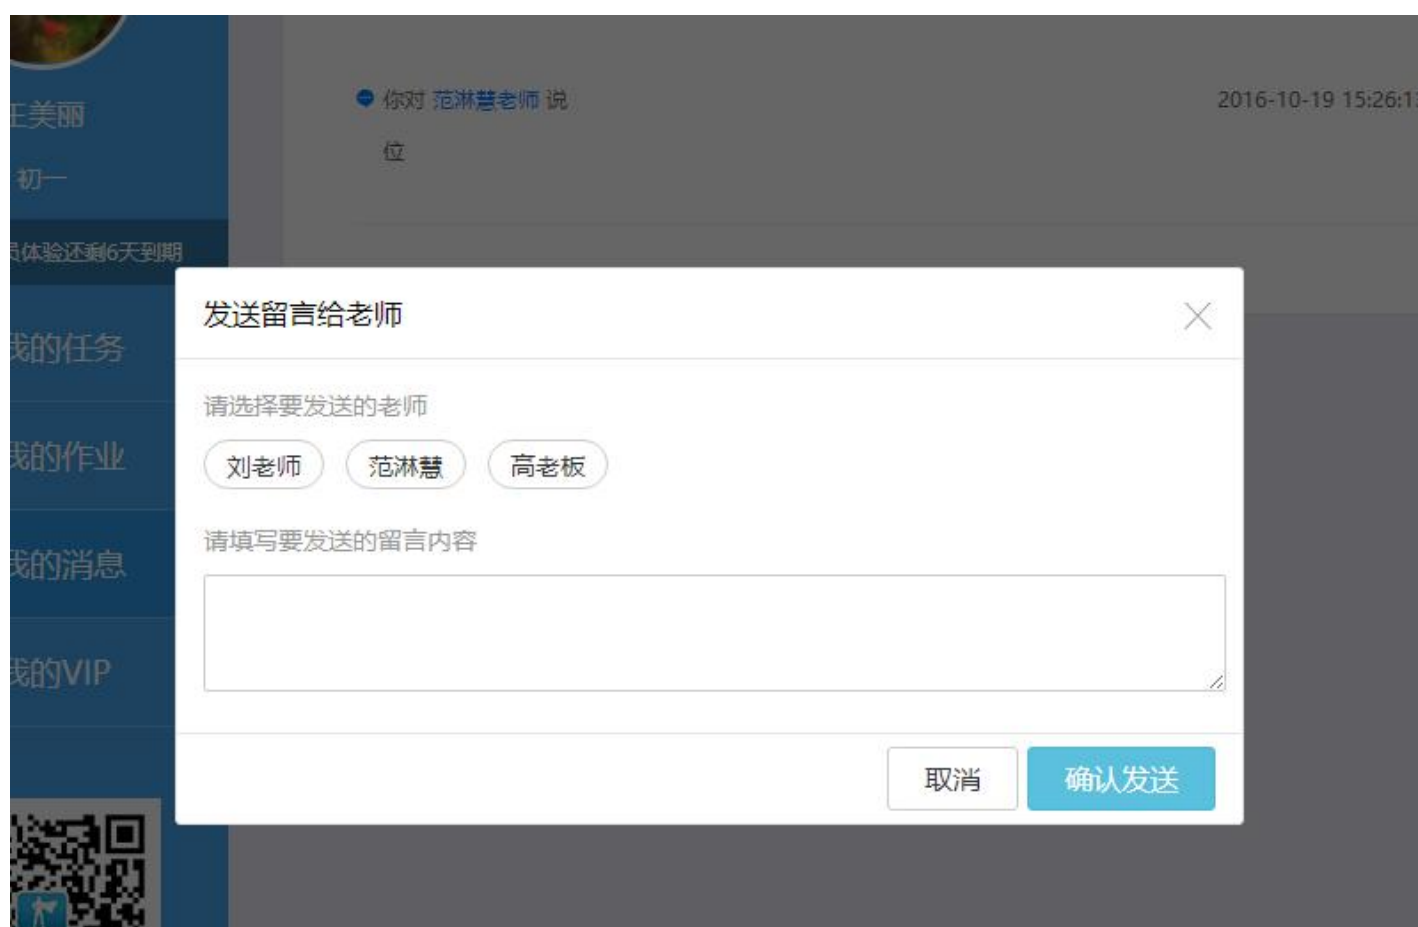 王美丽
初一
员体验还剩6天到期
我的任务
我的作业
我的消息
我的VIP
你对 范淋慧老师 说
2016-10-19 15:26:1
位
发送留言给老师
请选择要发送的老师
刘老师
范淋慧
高老板
请填写要发送的留言内容
取消
确认发送